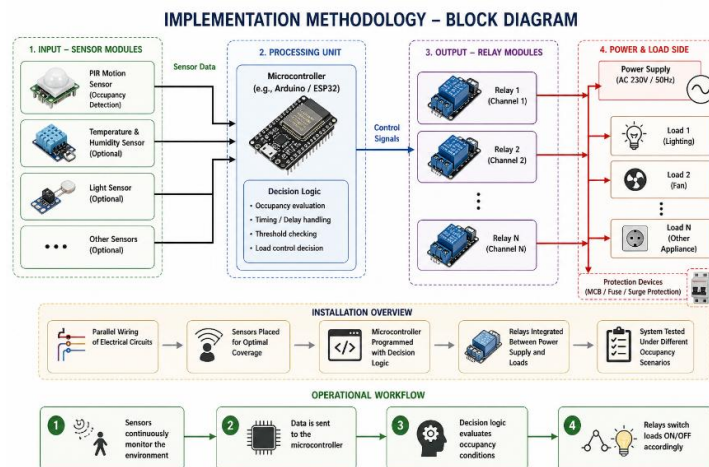 IMPLEMENTATION METHODOLOGY – BLOCK DIAGRAM
1. INPUT – SENSOR MODULES
PIR Motion
Sensor
(Occupancy
Detection)
Temperature &
Humidity Sensor
(Optional)
Light Sensor
(Optional)
Other Sensors
(Optional)
Sensor Data
2. PROCESSING UNIT
Microcontroller
(e.g., Arduino / ESP32)
Decision Logic
• Occupancy evaluation
• Timing / Delay handling
• Threshold checking
• Load control decision
Control
Signals
3. OUTPUT – RELAY MODULES
Relay 1
(Channel 1)
Relay 2
(Channel 2)
Relay N
(Channel N)
4. POWER & LOAD SIDE
Power Supply
(AC 230V / 50Hz)
Load 1
(Lighting)
Load 2
(Fan)
Load N
(Other
Appliance)
Protection Devices
(MCB / Fuse / Surge Protection)
INSTALLATION OVERVIEW
Parallel Wiring
of Electrical Circuits
Sensors Placed
for Optimal
Coverage
Microcontroller
Programmed
with Decision
Logic
Relays Integrated
Between Power
Supply and
Loads
System Tested
Under Different
Occupancy
Scenarios
OPERATIONAL WORKFLOW
1
Sensors
continuously
monitor the
environment
2
Data is sent
to the
microcontroller
3
Decision logic
evaluates
occupancy
conditions
4
Relays switch
loads ON/OFF
accordingly